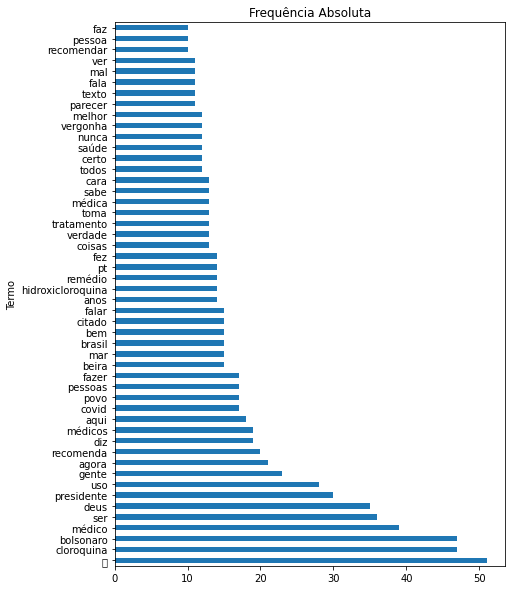 Frequência Absoluta
faz
pessoa
recomendar
ver
mal
fala
texto
parecer
melhor
vergonha
nunca
saúde
certo
todos
cara
sabe
médica
toma
tratamento
verdade
coisas
fez
pt
remédio
hidroxicloroquina
anos
falar
citado
bem
brasil
mar
beira
fazer
pessoas
povo
covid
aqui
médicos
diz
recomenda
agora
gente
uso
presidente
deus
ser
médico
bolsonaro
cloroquina
Termo
0 10 20 30 40 50